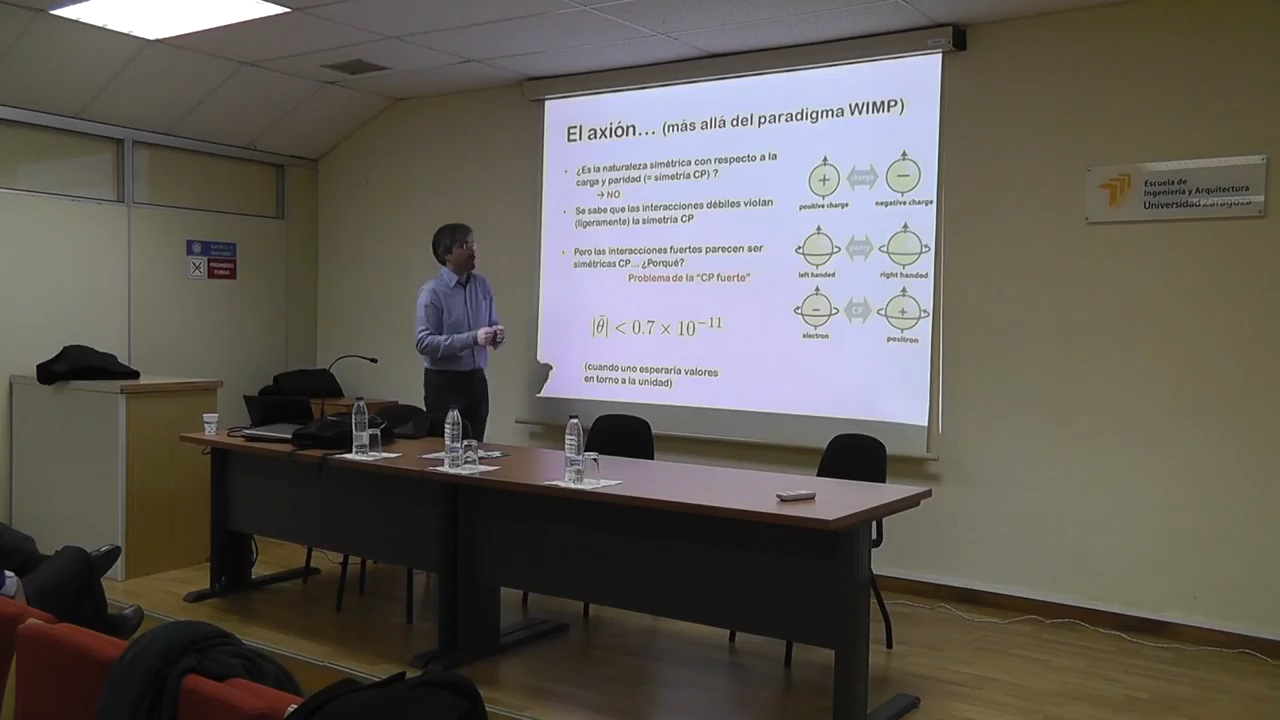 El axión... (más allá del paradigma WIMP)
¿Es la naturaleza simétrica con respecto a la
carga y paridad (= simetría CP) ?
→ NO
Se sabe que las interacciones débiles violan
(ligeramente) la simetría CP
Pero las interacciones fuertes parecen ser
simétricas CP... ¿Porqué?
Problema de la "CP fuerte"
|θ̄| < 0.7 × 10⁻¹¹
(cuando uno esperaría valores
en torno a la unidad)
+
charge
−
positive charge
negative charge
parity
left handed
right handed
−
CP
+
electron
positron
Escuela de
Ingeniería y Arquitectura
Universidad Zaragoza
PROHIBIDO
FUMAR